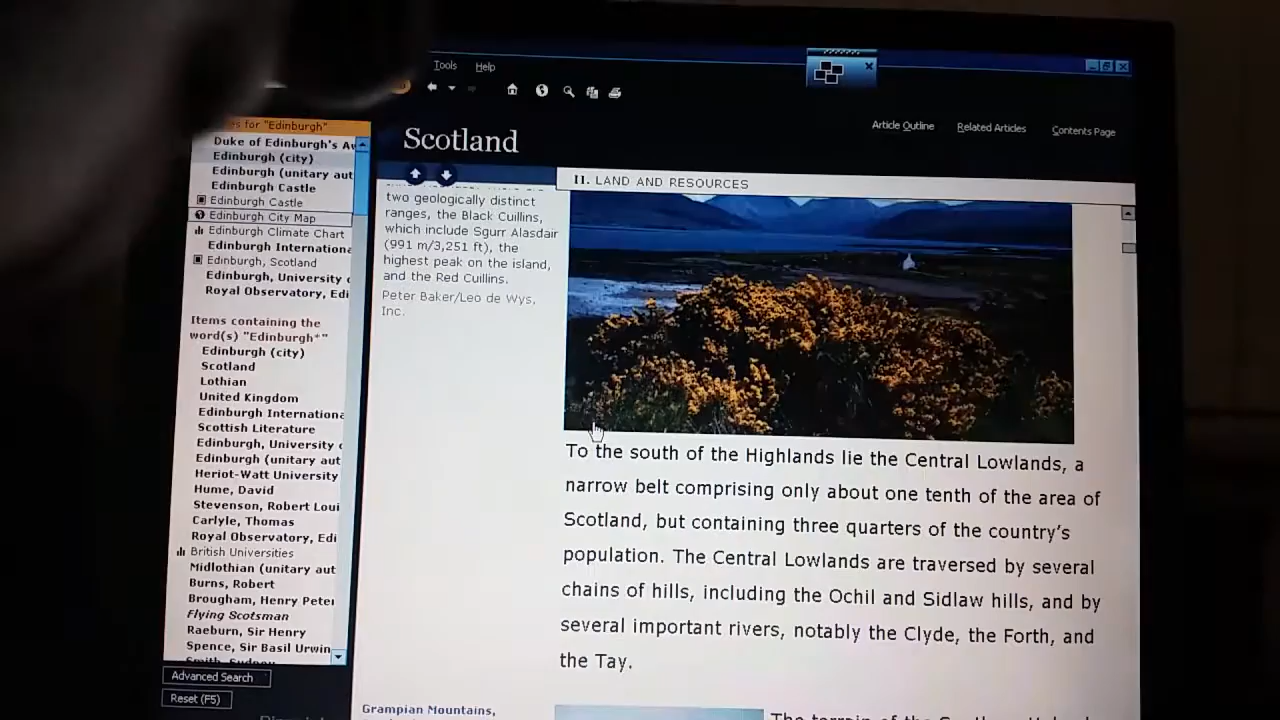 Tools Help
es for "Edinburgh"
Duke of Edinburgh's Aw
Edinburgh (city)
Edinburgh (unitary aut
Edinburgh Castle
Edinburgh Castle
Edinburgh City Map
Edinburgh Climate Chart
Edinburgh Internationa
Edinburgh, Scotland
Edinburgh, University o
Royal Observatory, Edi
Items containing the
word(s) "Edinburgh*"
Edinburgh (city)
Scotland
Lothian
United Kingdom
Edinburgh Internationa
Scottish Literature
Edinburgh, University o
Edinburgh (unitary aut
Heriot-Watt University
Hume, David
Stevenson, Robert Loui
Carlyle, Thomas
Royal Observatory, Edi
British Universities
Midlothian (unitary aut
Burns, Robert
Brougham, Henry Peter
Flying Scotsman
Raeburn, Sir Henry
Spence, Sir Basil Urwin
Smith, Sydney
Advanced Search
Reset (F5)
Scotland
Article Outline Related Articles Contents Page
II. LAND AND RESOURCES
two geologically distinct
ranges, the Black Cuillins,
which include Sgurr Alasdair
(991 m/3,251 ft), the
highest peak on the island,
and the Red Cuillins.
Peter Baker/Leo de Wys,
Inc.
To the south of the Highlands lie the Central Lowlands, a
narrow belt comprising only about one tenth of the area of
Scotland, but containing three quarters of the country's
population. The Central Lowlands are traversed by several
chains of hills, including the Ochil and Sidlaw hills, and by
several important rivers, notably the Clyde, the Forth, and
the Tay.
Grampian Mountains,
The terrain of the